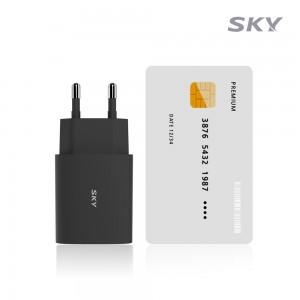 SKY
SKY
PREMIUM
3876 5432 1987 ****
DATE 12/34